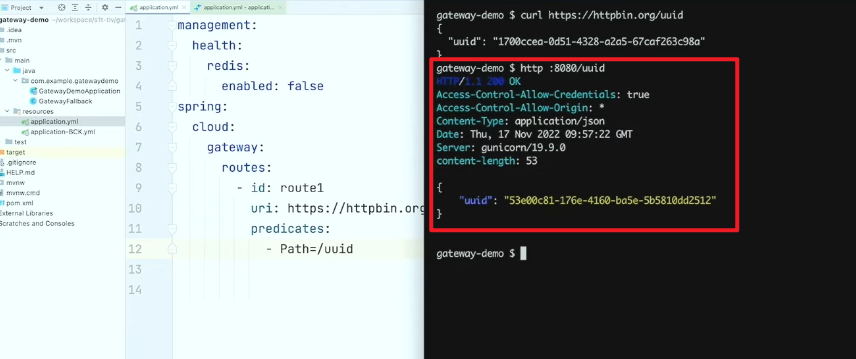 Project
gateway-demo ~/workspace/sft-tiv/gat
.idea
.mvn
src
main
java
com.example.gatewaydemo
GatewayDemoApplication
GatewayFallback
resources
application.yml
application-BCK.yml
test
target
.gitignore
HELP.md
mvnw
mvnw.cmd
pom.xml
External Libraries
Scratches and Consoles
application.yml
application.yml - applicati...
1 management:
2 health:
3 redis:
4 enabled: false
5 spring:
6 cloud:
7 gateway:
8 routes:
9 - id: route1
10 uri: https://httpbin.org
11 predicates:
12 - Path=/uuid
13
14
gateway-demo $ curl https://httpbin.org/uuid
{
"uuid": "1700ccea-0d51-4328-a2a5-67caf263c98a"
}
gateway-demo $ http :8080/uuid
HTTP/1.1 200 OK
Access-Control-Allow-Credentials: true
Access-Control-Allow-Origin: *
Content-Type: application/json
Date: Thu, 17 Nov 2022 09:57:22 GMT
Server: gunicorn/19.9.0
content-length: 53
{
"uuid": "53e00c81-176e-4160-ba5e-5b5810dd2512"
}
gateway-demo $